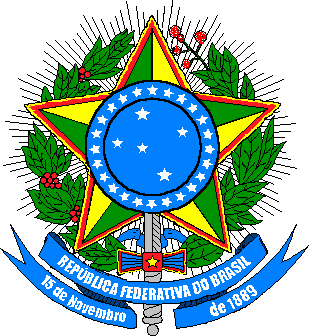 REPÚBLICA FEDERATIVA DO BRASIL
15 de Novembro
de 1889